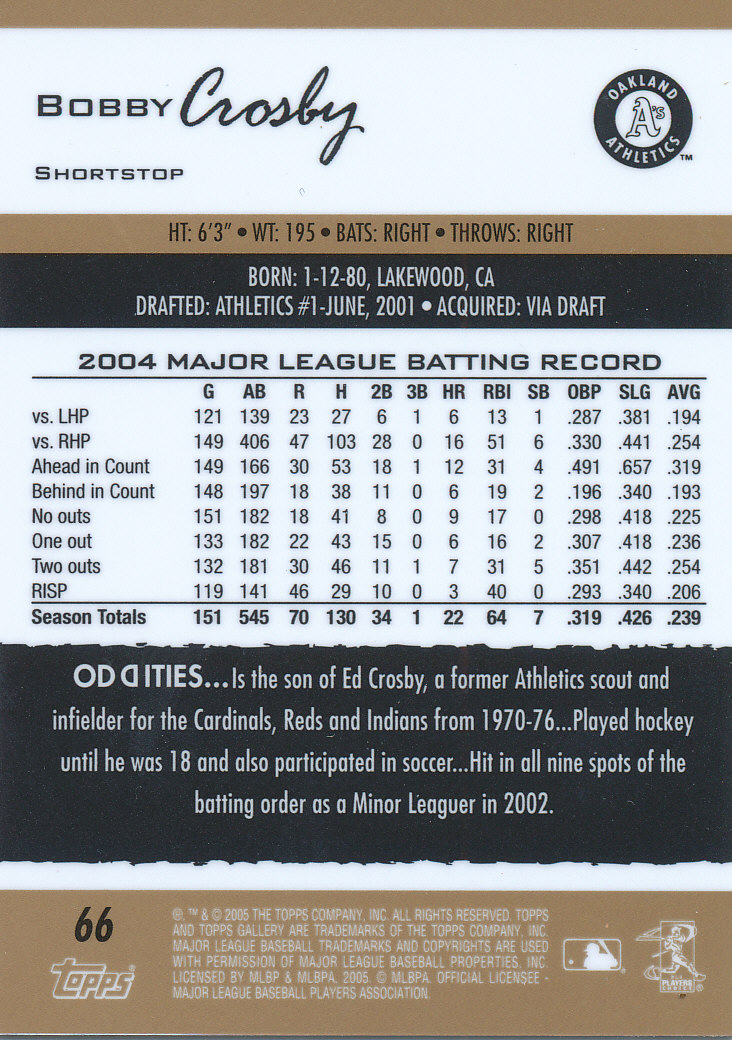 BOBBY Crosby
SHORTSTOP
OAKLAND
A's
ATHLETICS ™
HT: 6'3" • WT: 195 • BATS: RIGHT • THROWS: RIGHT
BORN: 1-12-80, LAKEWOOD, CA
DRAFTED: ATHLETICS #1-JUNE, 2001 • ACQUIRED: VIA DRAFT
2004 MAJOR LEAGUE BATTING RECORD
G AB R H 2B 3B HR RBI SB OBP SLG AVG
vs. LHP 121 139 23 27 6 1 6 13 1 .287 .381 .194
vs. RHP 149 406 47 103 28 0 16 51 6 .330 .441 .254
Ahead in Count 149 166 30 53 18 1 12 31 4 .491 .657 .319
Behind in Count 148 197 18 38 11 0 6 19 2 .196 .340 .193
No outs 151 182 18 41 8 0 9 17 0 .298 .418 .225
One out 133 182 22 43 15 0 6 16 2 .307 .418 .236
Two outs 132 181 30 46 11 1 7 31 5 .351 .442 .254
RISP 119 141 46 29 10 0 3 40 0 .293 .340 .206
Season Totals 151 545 70 130 34 1 22 64 7 .319 .426 .239
ODDITIES...Is the son of Ed Crosby, a former Athletics scout and
infielder for the Cardinals, Reds and Indians from 1970-76...Played hockey
until he was 18 and also participated in soccer...Hit in all nine spots of the
batting order as a Minor Leaguer in 2002.
66
topps®
®, ™ & © 2005 THE TOPPS COMPANY, INC. ALL RIGHTS RESERVED. TOPPS
AND TOPPS GALLERY ARE TRADEMARKS OF THE TOPPS COMPANY, INC.
MAJOR LEAGUE BASEBALL TRADEMARKS AND COPYRIGHTS ARE USED
WITH PERMISSION OF MAJOR LEAGUE BASEBALL PROPERTIES, INC.
LICENSED BY MLBP & MLBPA. 2005. © MLBPA. OFFICIAL LICENSEE -
MAJOR LEAGUE BASEBALL PLAYERS ASSOCIATION.
PLAYERS
CHOICE ®